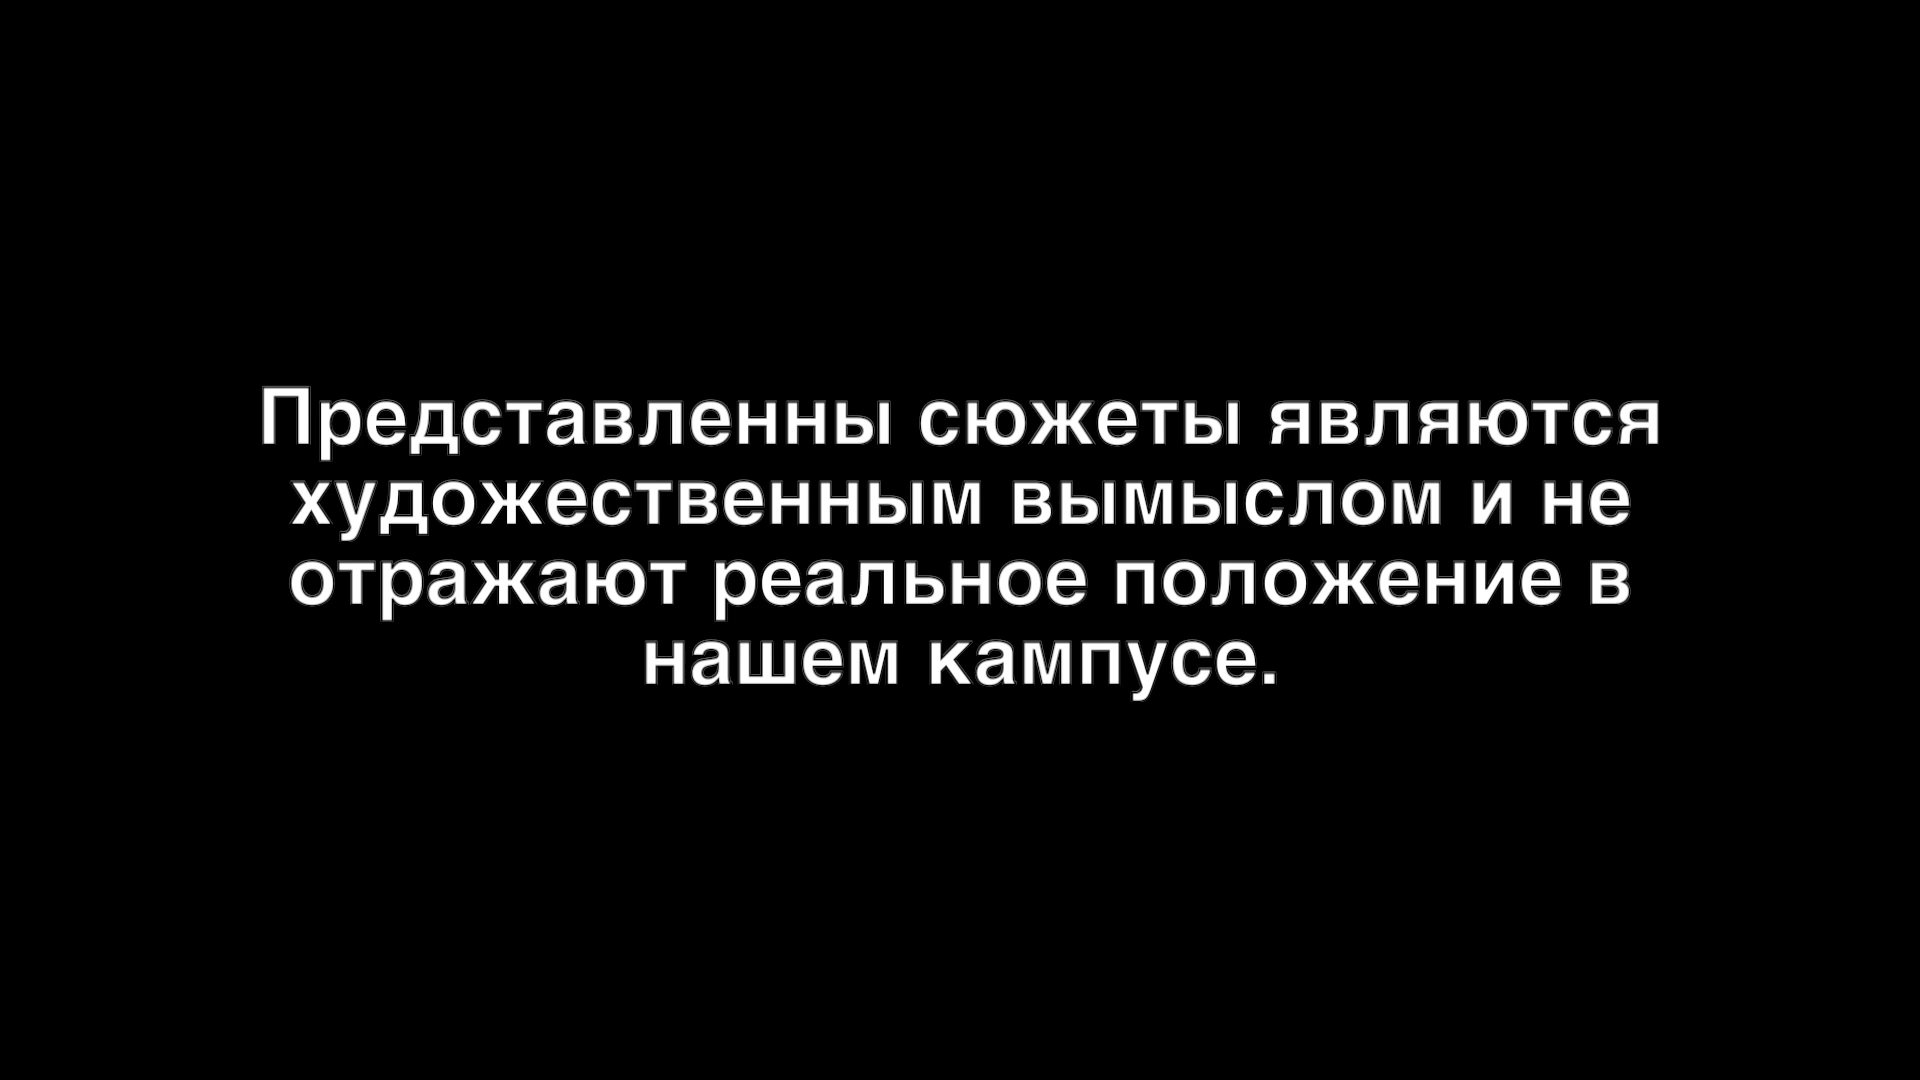 Представленны сюжеты являются
художественным вымыслом и не
отражают реальное положение в
нашем кампусе.